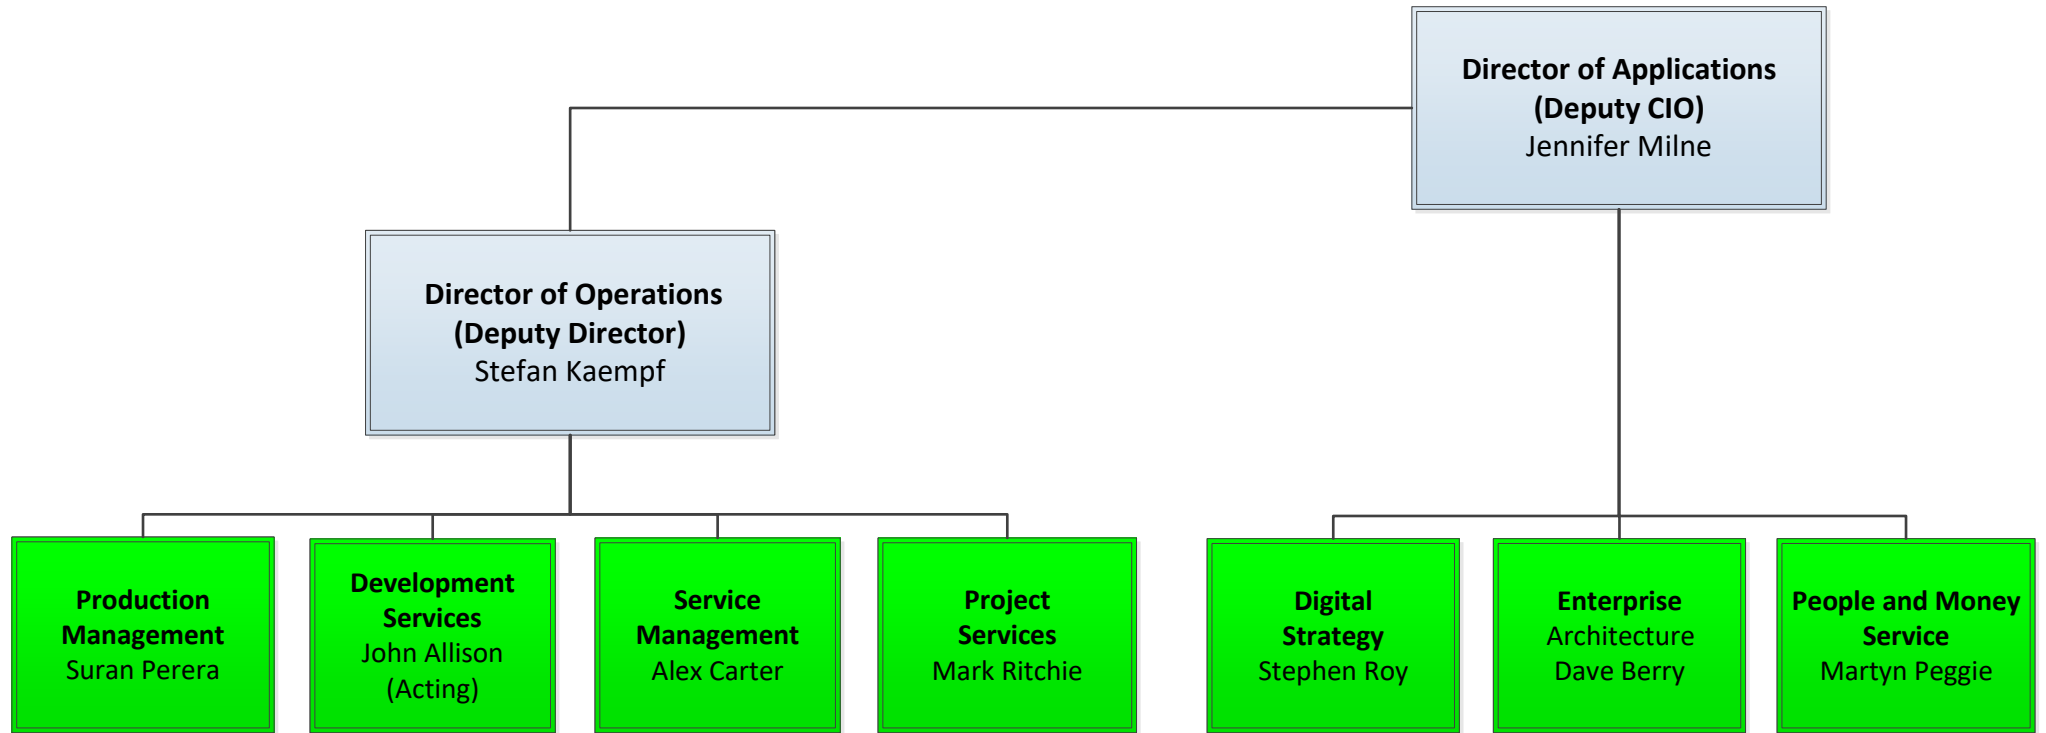 Director of Applications
(Deputy CIO)
Jennifer Milne
Director of Operations
(Deputy Director)
Stefan Kaempf
Production
Management
Suran Perera
Development
Services
John Allison
(Acting)
Service
Management
Alex Carter
Project
Services
Mark Ritchie
Digital
Strategy
Stephen Roy
Enterprise
Architecture
Dave Berry
People and Money
Service
Martyn Peggie